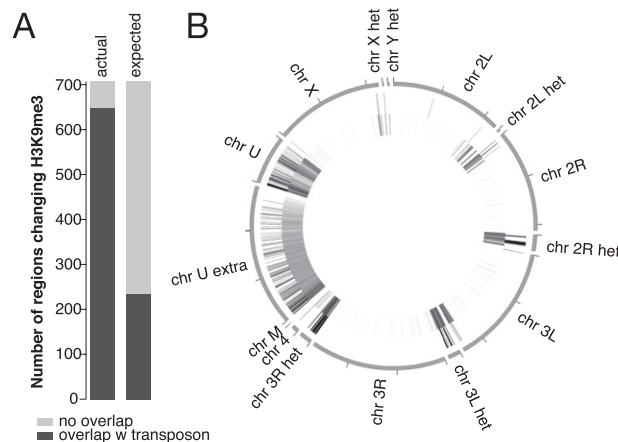 A
B
actual
expected
Number of regions changing H3K9me3
700
600
500
400
300
200
100
0
no overlap
overlap w transposon
chr X het
chr Y het
chr 2L
chr 2L het
chr 2R
chr 2R het
chr 3L
chr 3L het
chr 3R
chr 3R het
chr 4
chr M
chr U extra
chr U
chr X